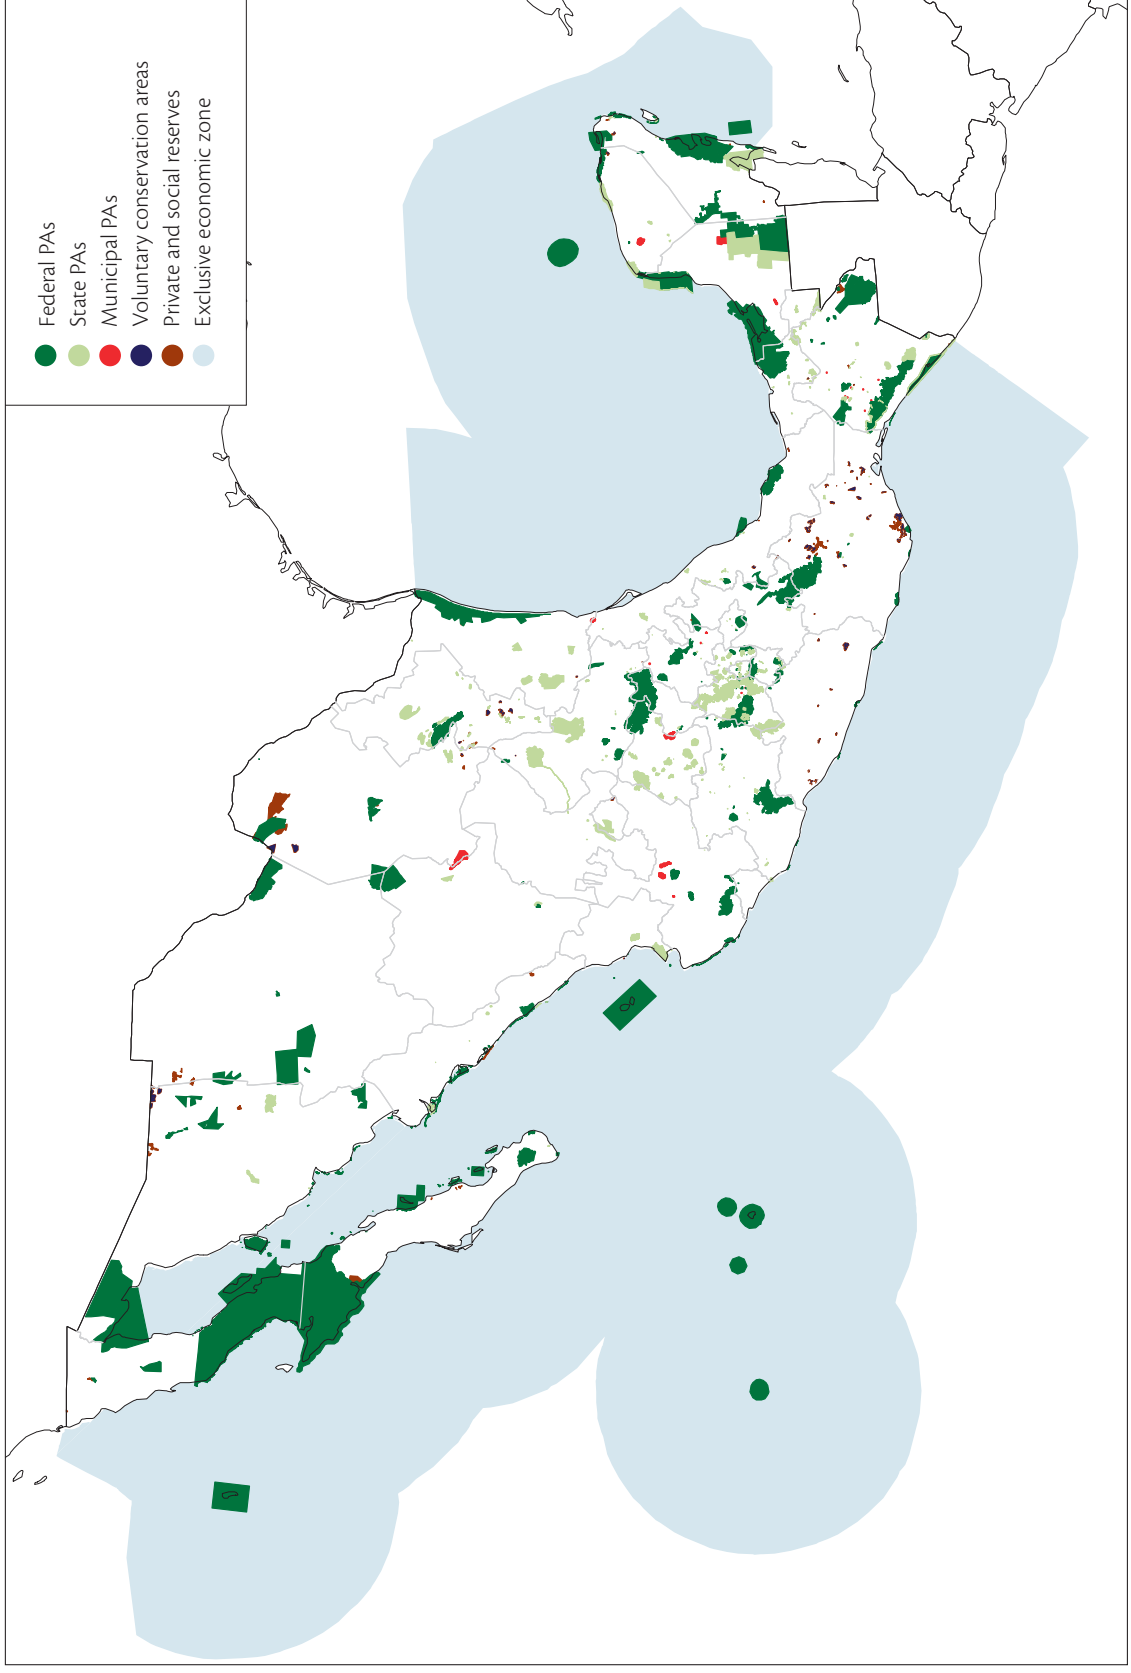 Federal PAs
State PAs
Municipal PAs
Voluntary conservation areas
Private and social reserves
Exclusive economic zone